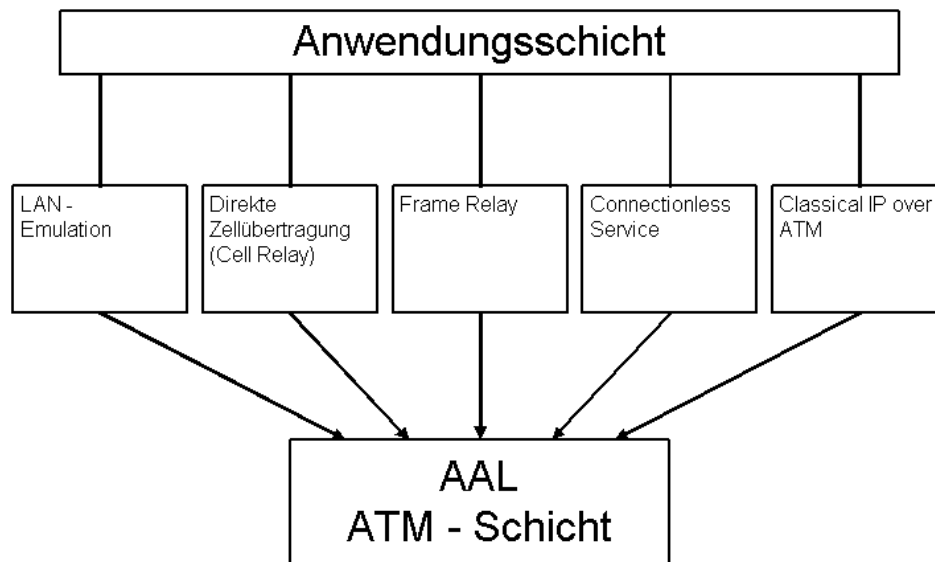 Anwendungsschicht
LAN -
Emulation
Direkte
Zellübertragung
(Cell Relay)
Frame Relay
Connectionless
Service
Classical IP over
ATM
AAL
ATM - Schicht